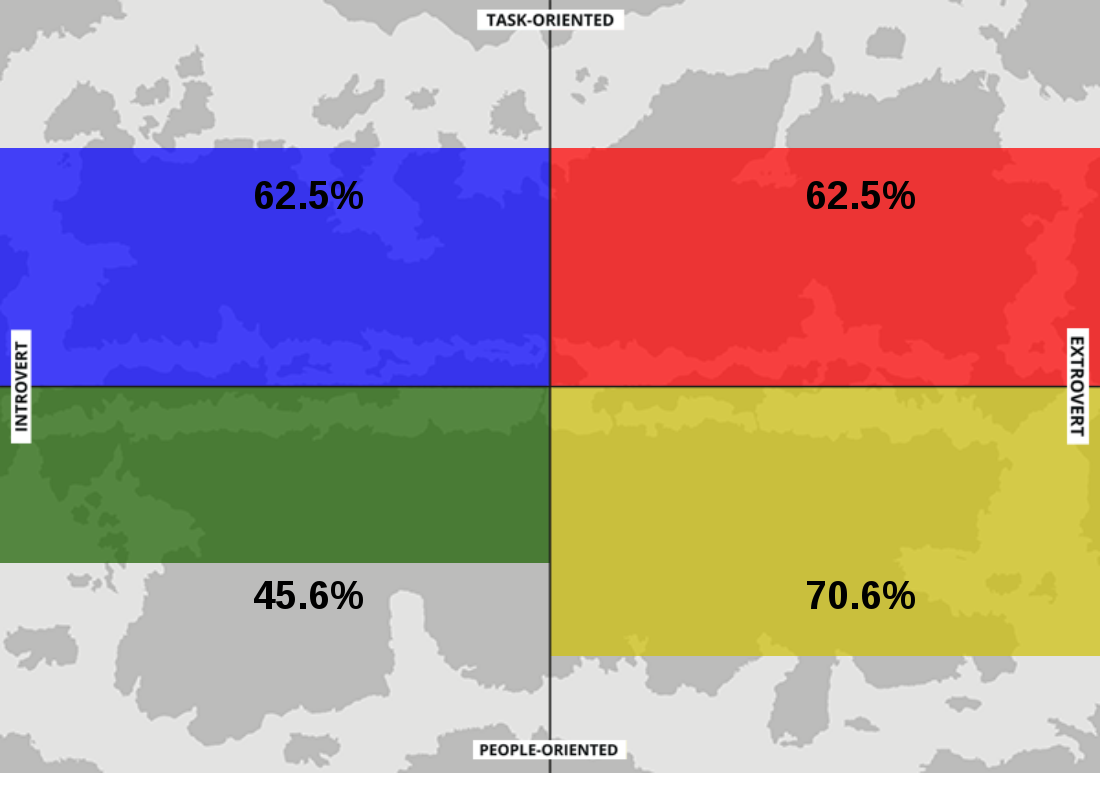 TASK-ORIENTED
62.5%
62.5%
INTROVERT
EXTROVERT
45.6%
70.6%
PEOPLE-ORIENTED